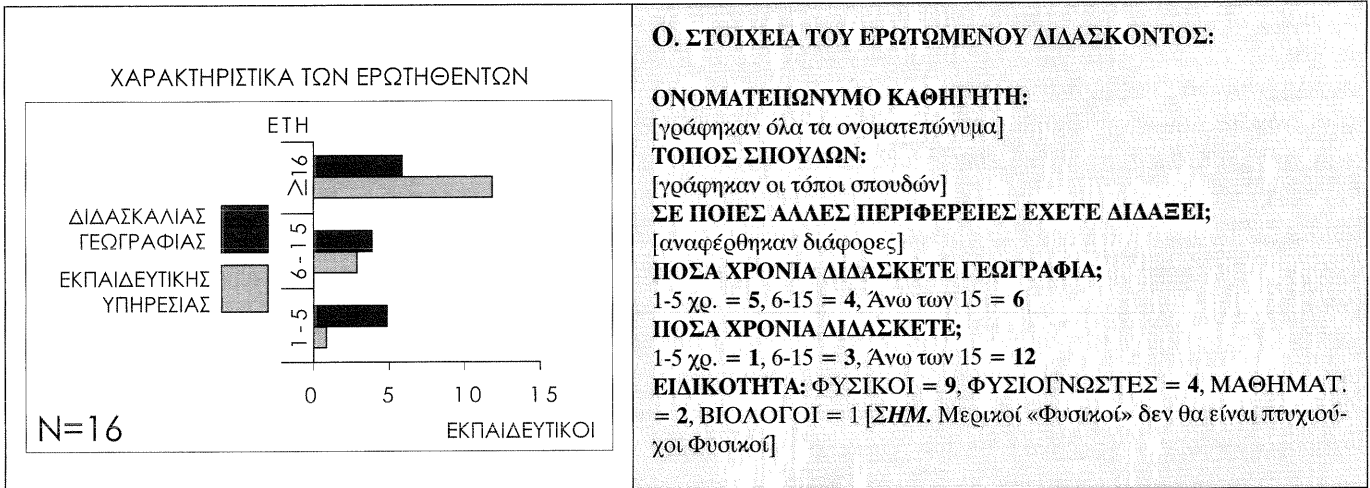 ΧΑΡΑΚΤΗΡΙΣΤΙΚΑ ΤΩΝ ΕΡΩΤΗΘΕΝΤΩΝ
ΕΤΗ
≥16
6-15
1-5
ΔΙΔΑΣΚΑΛΙΑΣ
ΓΕΩΓΡΑΦΙΑΣ
ΕΚΠΑΙΔΕΥΤΙΚΗΣ
ΥΠΗΡΕΣΙΑΣ
0 5 10 15
N=16
ΕΚΠΑΙΔΕΥΤΙΚΟΙ
Ο. ΣΤΟΙΧΕΙΑ ΤΟΥ ΕΡΩΤΩΜΕΝΟΥ ΔΙΔΑΣΚΟΝΤΟΣ:
ΟΝΟΜΑΤΕΠΩΝΥΜΟ ΚΑΘΗΓΗΤΗ:
[γράφηκαν όλα τα ονοματεπώνυμα]
ΤΟΠΟΣ ΣΠΟΥΔΩΝ:
[γράφηκαν οι τόποι σπουδών]
ΣΕ ΠΟΙΕΣ ΑΛΛΕΣ ΠΕΡΙΦΕΡΕΙΕΣ ΕΧΕΤΕ ΔΙΔΑΞΕΙ;
[αναφέρθηκαν διάφορες]
ΠΟΣΑ ΧΡΟΝΙΑ ΔΙΔΑΣΚΕΤΕ ΓΕΩΓΡΑΦΙΑ;
1-5 χρ. = 5, 6-15 = 4, Άνω των 15 = 6
ΠΟΣΑ ΧΡΟΝΙΑ ΔΙΔΑΣΚΕΤΕ;
1-5 χρ. = 1, 6-15 = 3, Άνω των 15 = 12
ΕΙΔΙΚΟΤΗΤΑ: ΦΥΣΙΚΟΙ = 9, ΦΥΣΙΟΓΝΩΣΤΕΣ = 4, ΜΑΘΗΜΑΤ.
= 2, ΒΙΟΛΟΓΟΙ = 1 [ΣΗΜ. Μερικοί «Φυσικοί» δεν θα είναι πτυχιού-
χοι Φυσικοί]